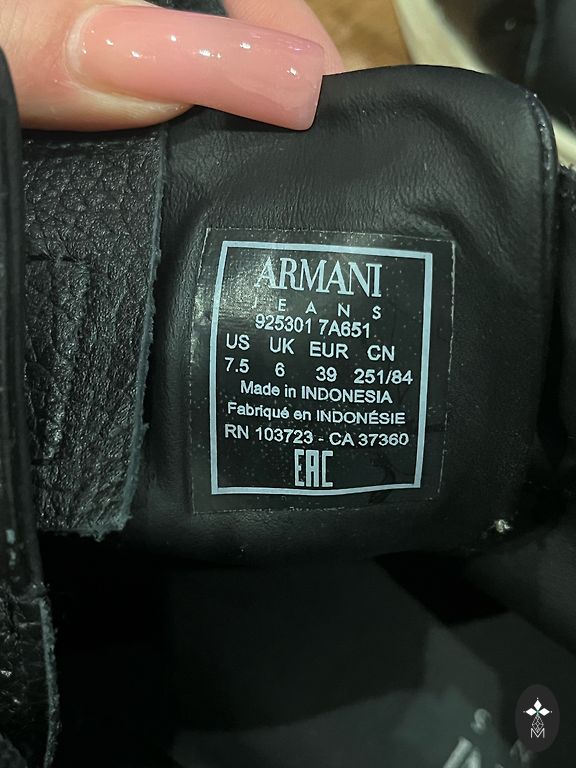 ARMANI
JEANS
925301 7A651
US UK EUR CN
7.5 6 39 251/84
Made in INDONESIA
Fabriqué en INDONÉSIE
RN 103723 - CA 37360
EAC